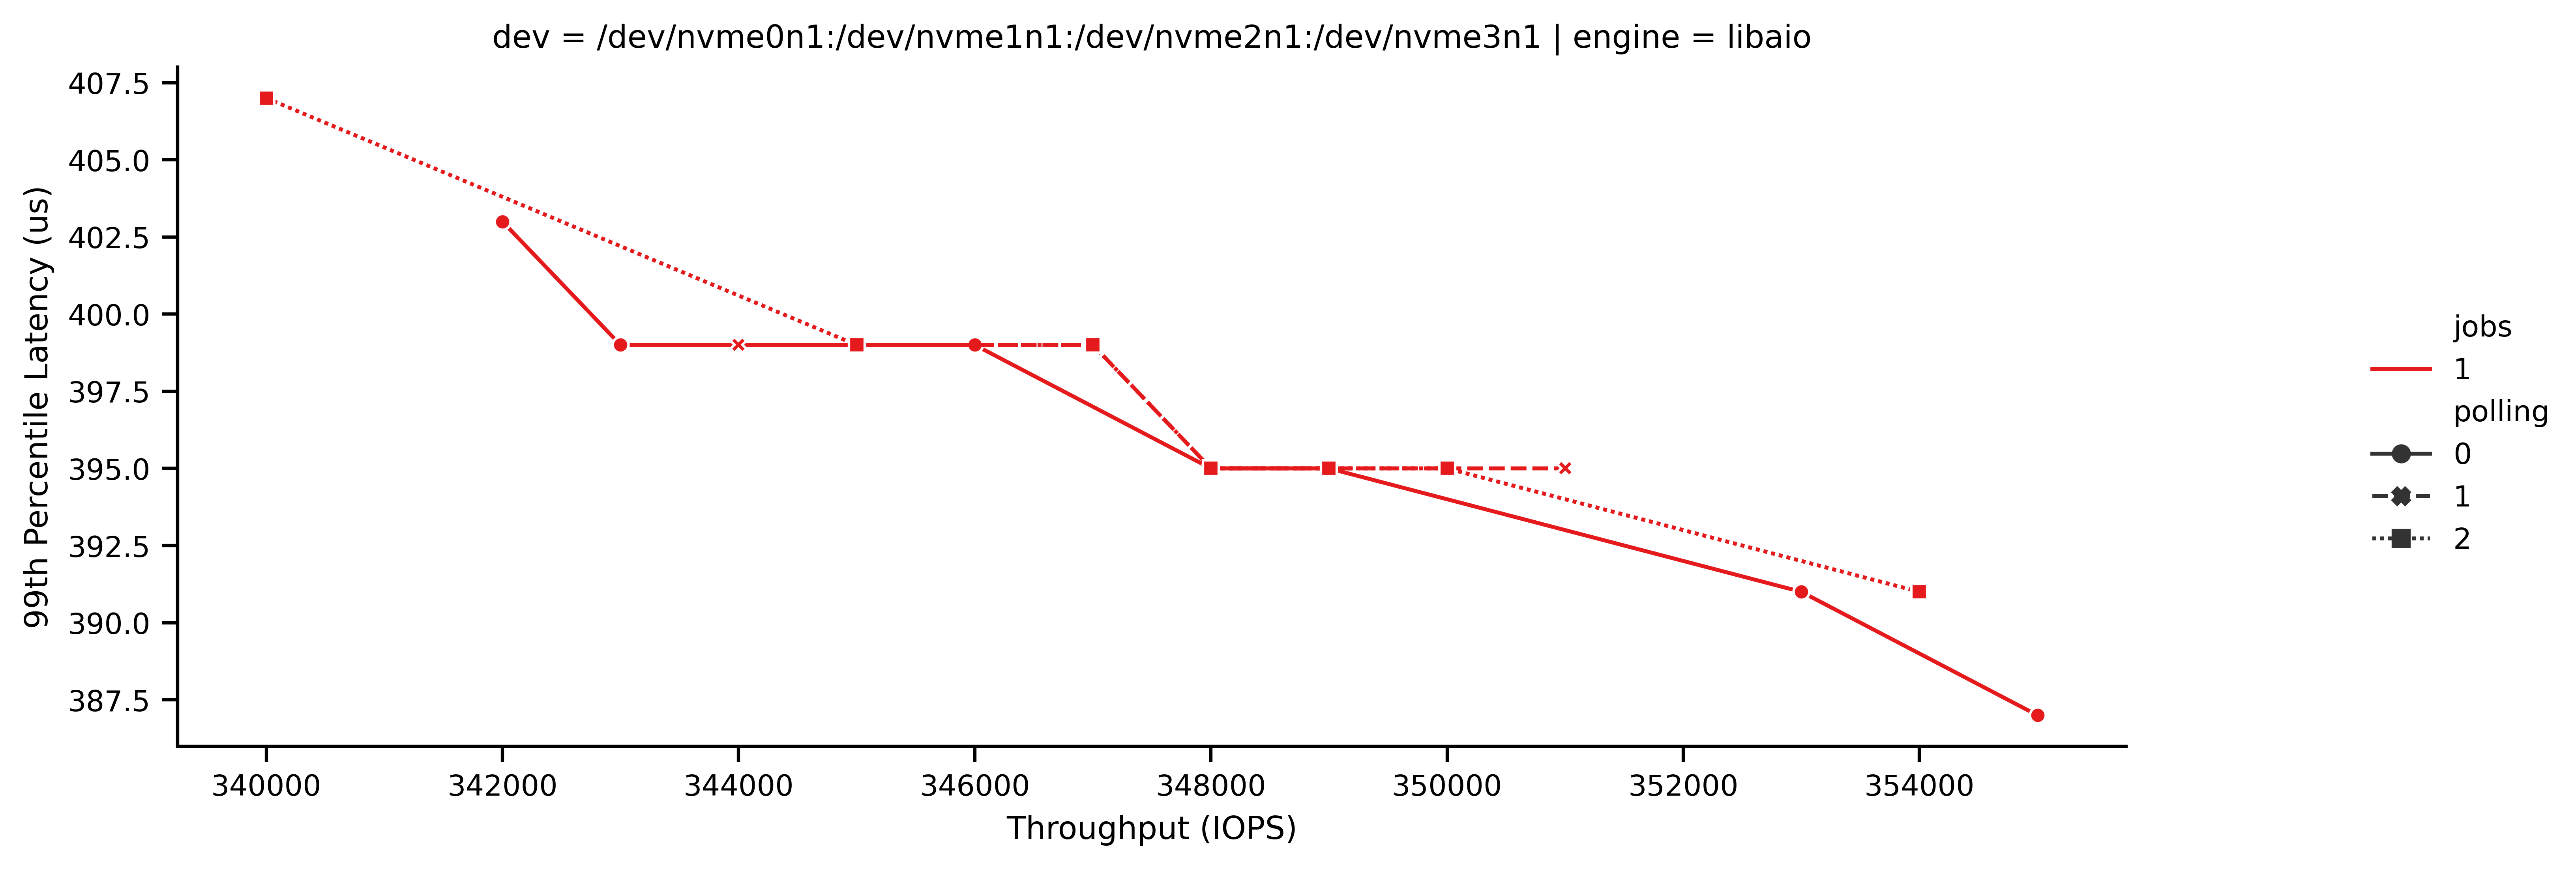 dev = /dev/nvme0n1:/dev/nvme1n1:/dev/nvme2n1:/dev/nvme3n1 | engine = libaio
99th Percentile Latency (us)
407.5
405.0
402.5
400.0
397.5
395.0
392.5
390.0
387.5
340000 342000 344000 346000 348000 350000 352000 354000
Throughput (IOPS)
jobs
1
polling
0
1
2